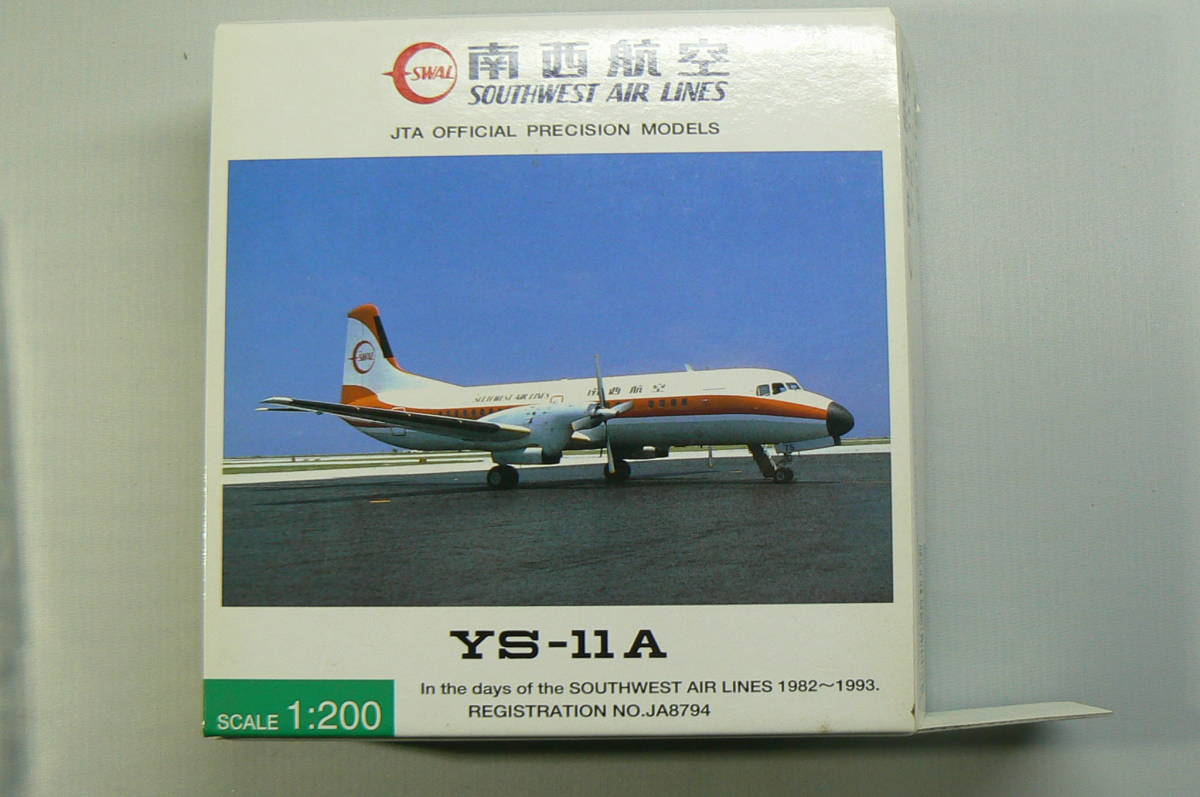 SWAL 南西航空
SOUTHWEST AIR LINES
JTA OFFICIAL PRECISION MODELS
SWAL
SOUTHWEST AIR LINES 南西航空
YS-11A
In the days of the SOUTHWEST AIR LINES 1982～1993.
REGISTRATION NO.JA8794
SCALE 1:200